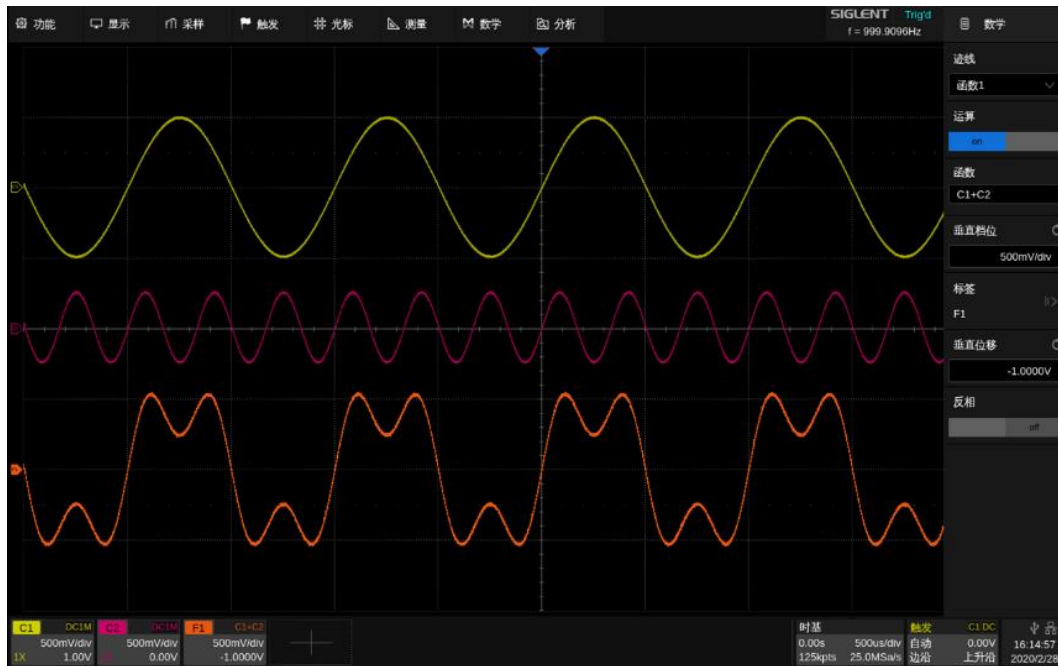 功能 显示 采样 触发 光标 测量 数学 分析
SIGLENT Trig'd
f = 999.9096Hz
数学
迹线
函数1
运算
on
函数
C1+C2
垂直档位
500mV/div
标签
F1
垂直位移
-1.0000V
反相
off
C1 DC1M
500mV/div
1X 1.00V
C2 DC1M
500mV/div
0.00V
F1 C1+C2
500mV/div
-1.0000V
时基
0.00s 500us/div
125kpts 25.0MSa/s
触发 C1 DC
自动 0.00V
边沿 上升沿
16:14:57
2020/2/28